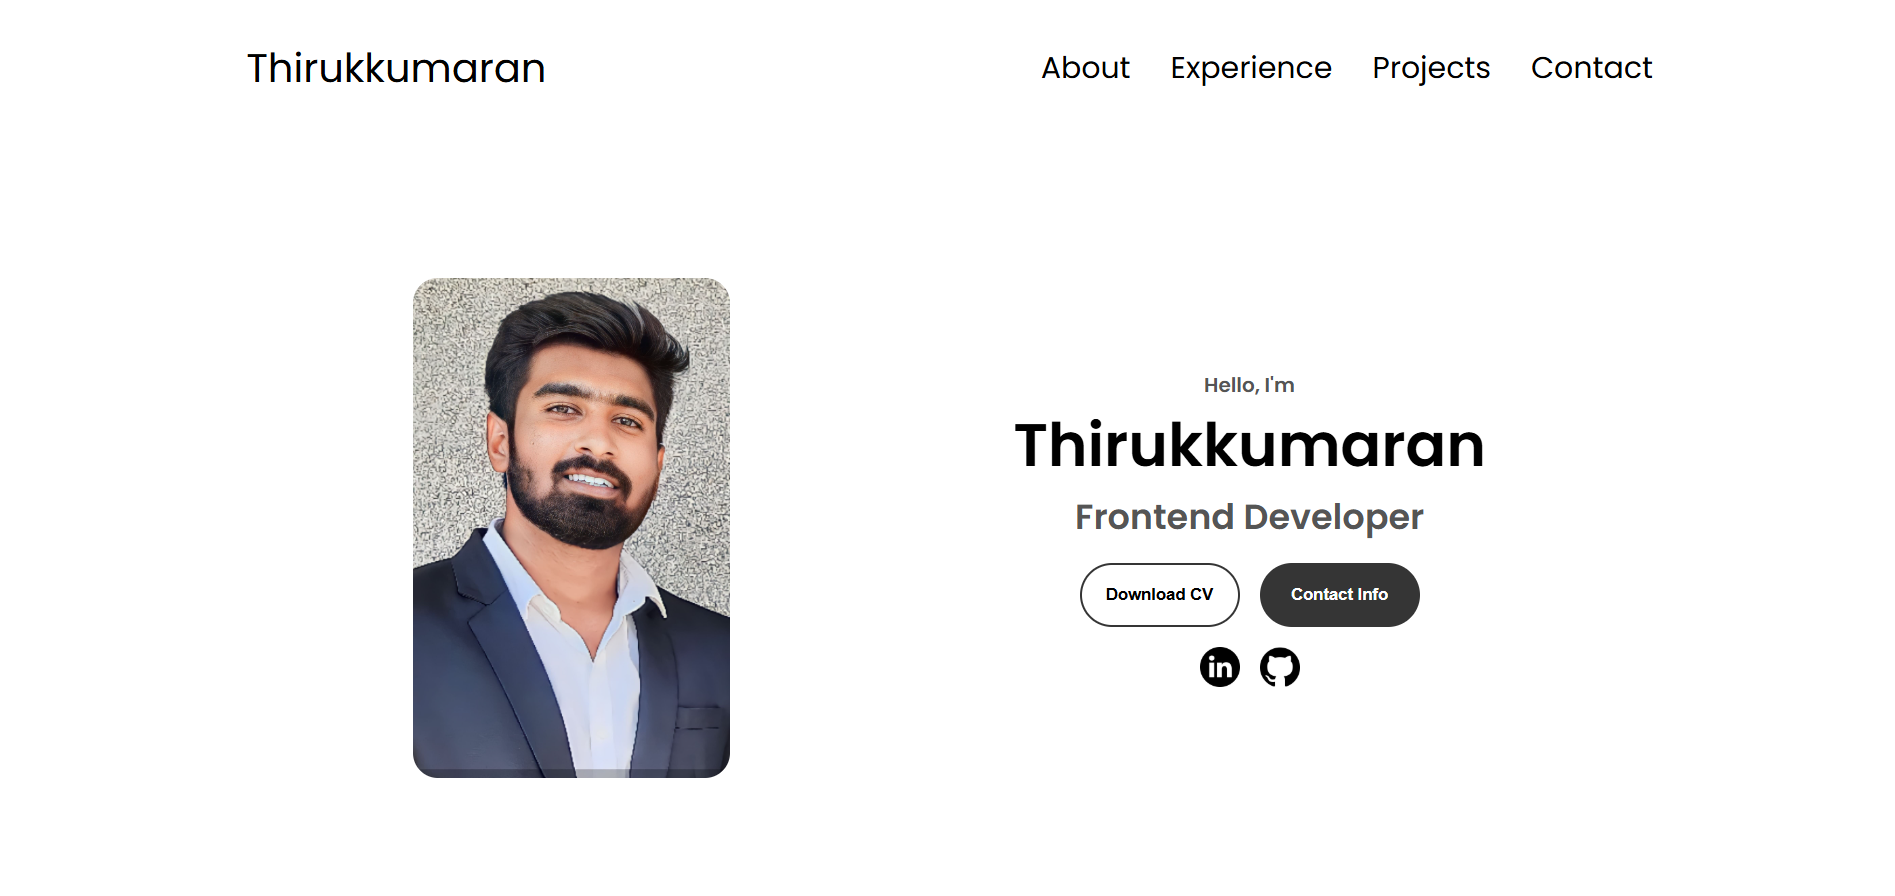 Thirukkumaran
About Experience Projects Contact
Hello, I'm
Thirukkumaran
Frontend Developer
Download CV
Contact Info
in